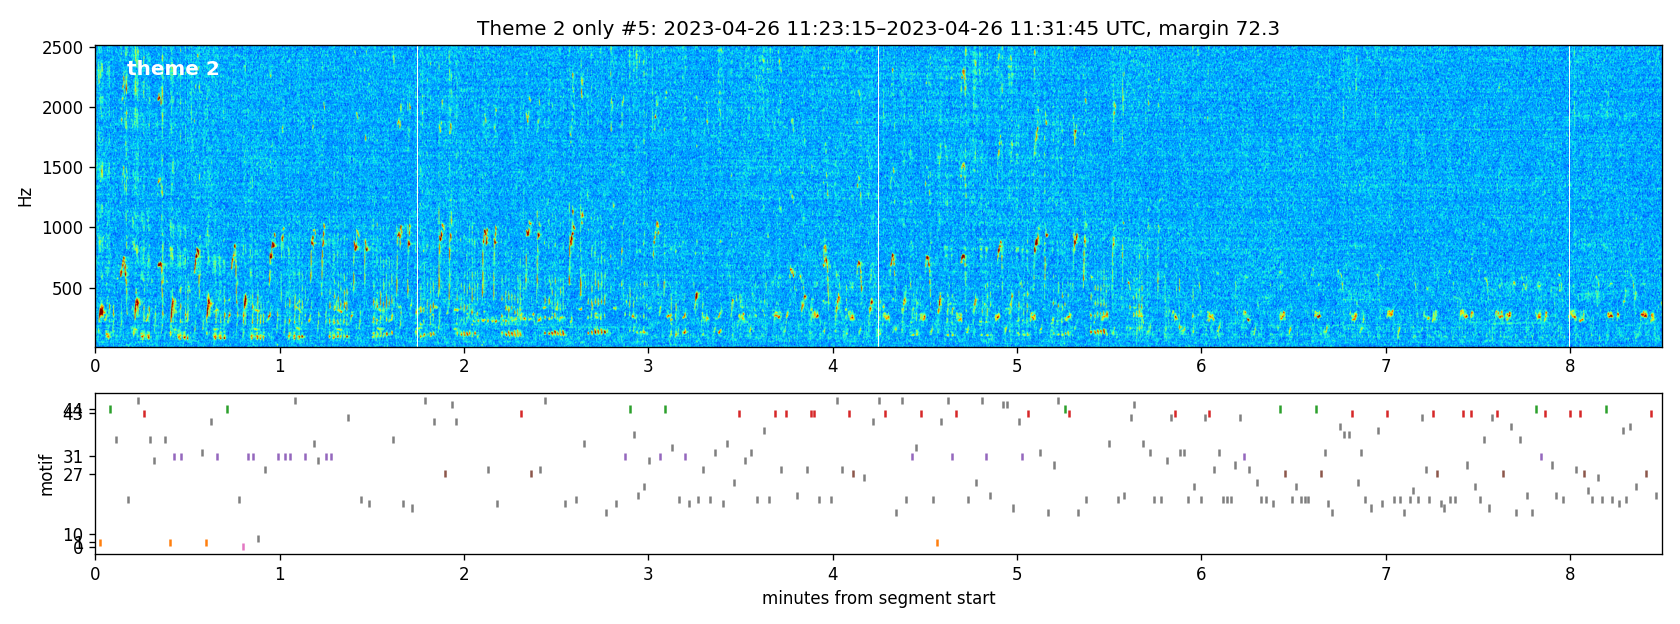 Theme 2 only #5: 2023-04-26 11:23:15–2023-04-26 11:31:45 UTC, margin 72.3
theme 2
Hz
2500
2000
1500
1000
500
0 1 2 3 4 5 6 7 8
motif
44
43
31
27
10
1
0
0 1 2 3 4 5 6 7 8
minutes from segment start